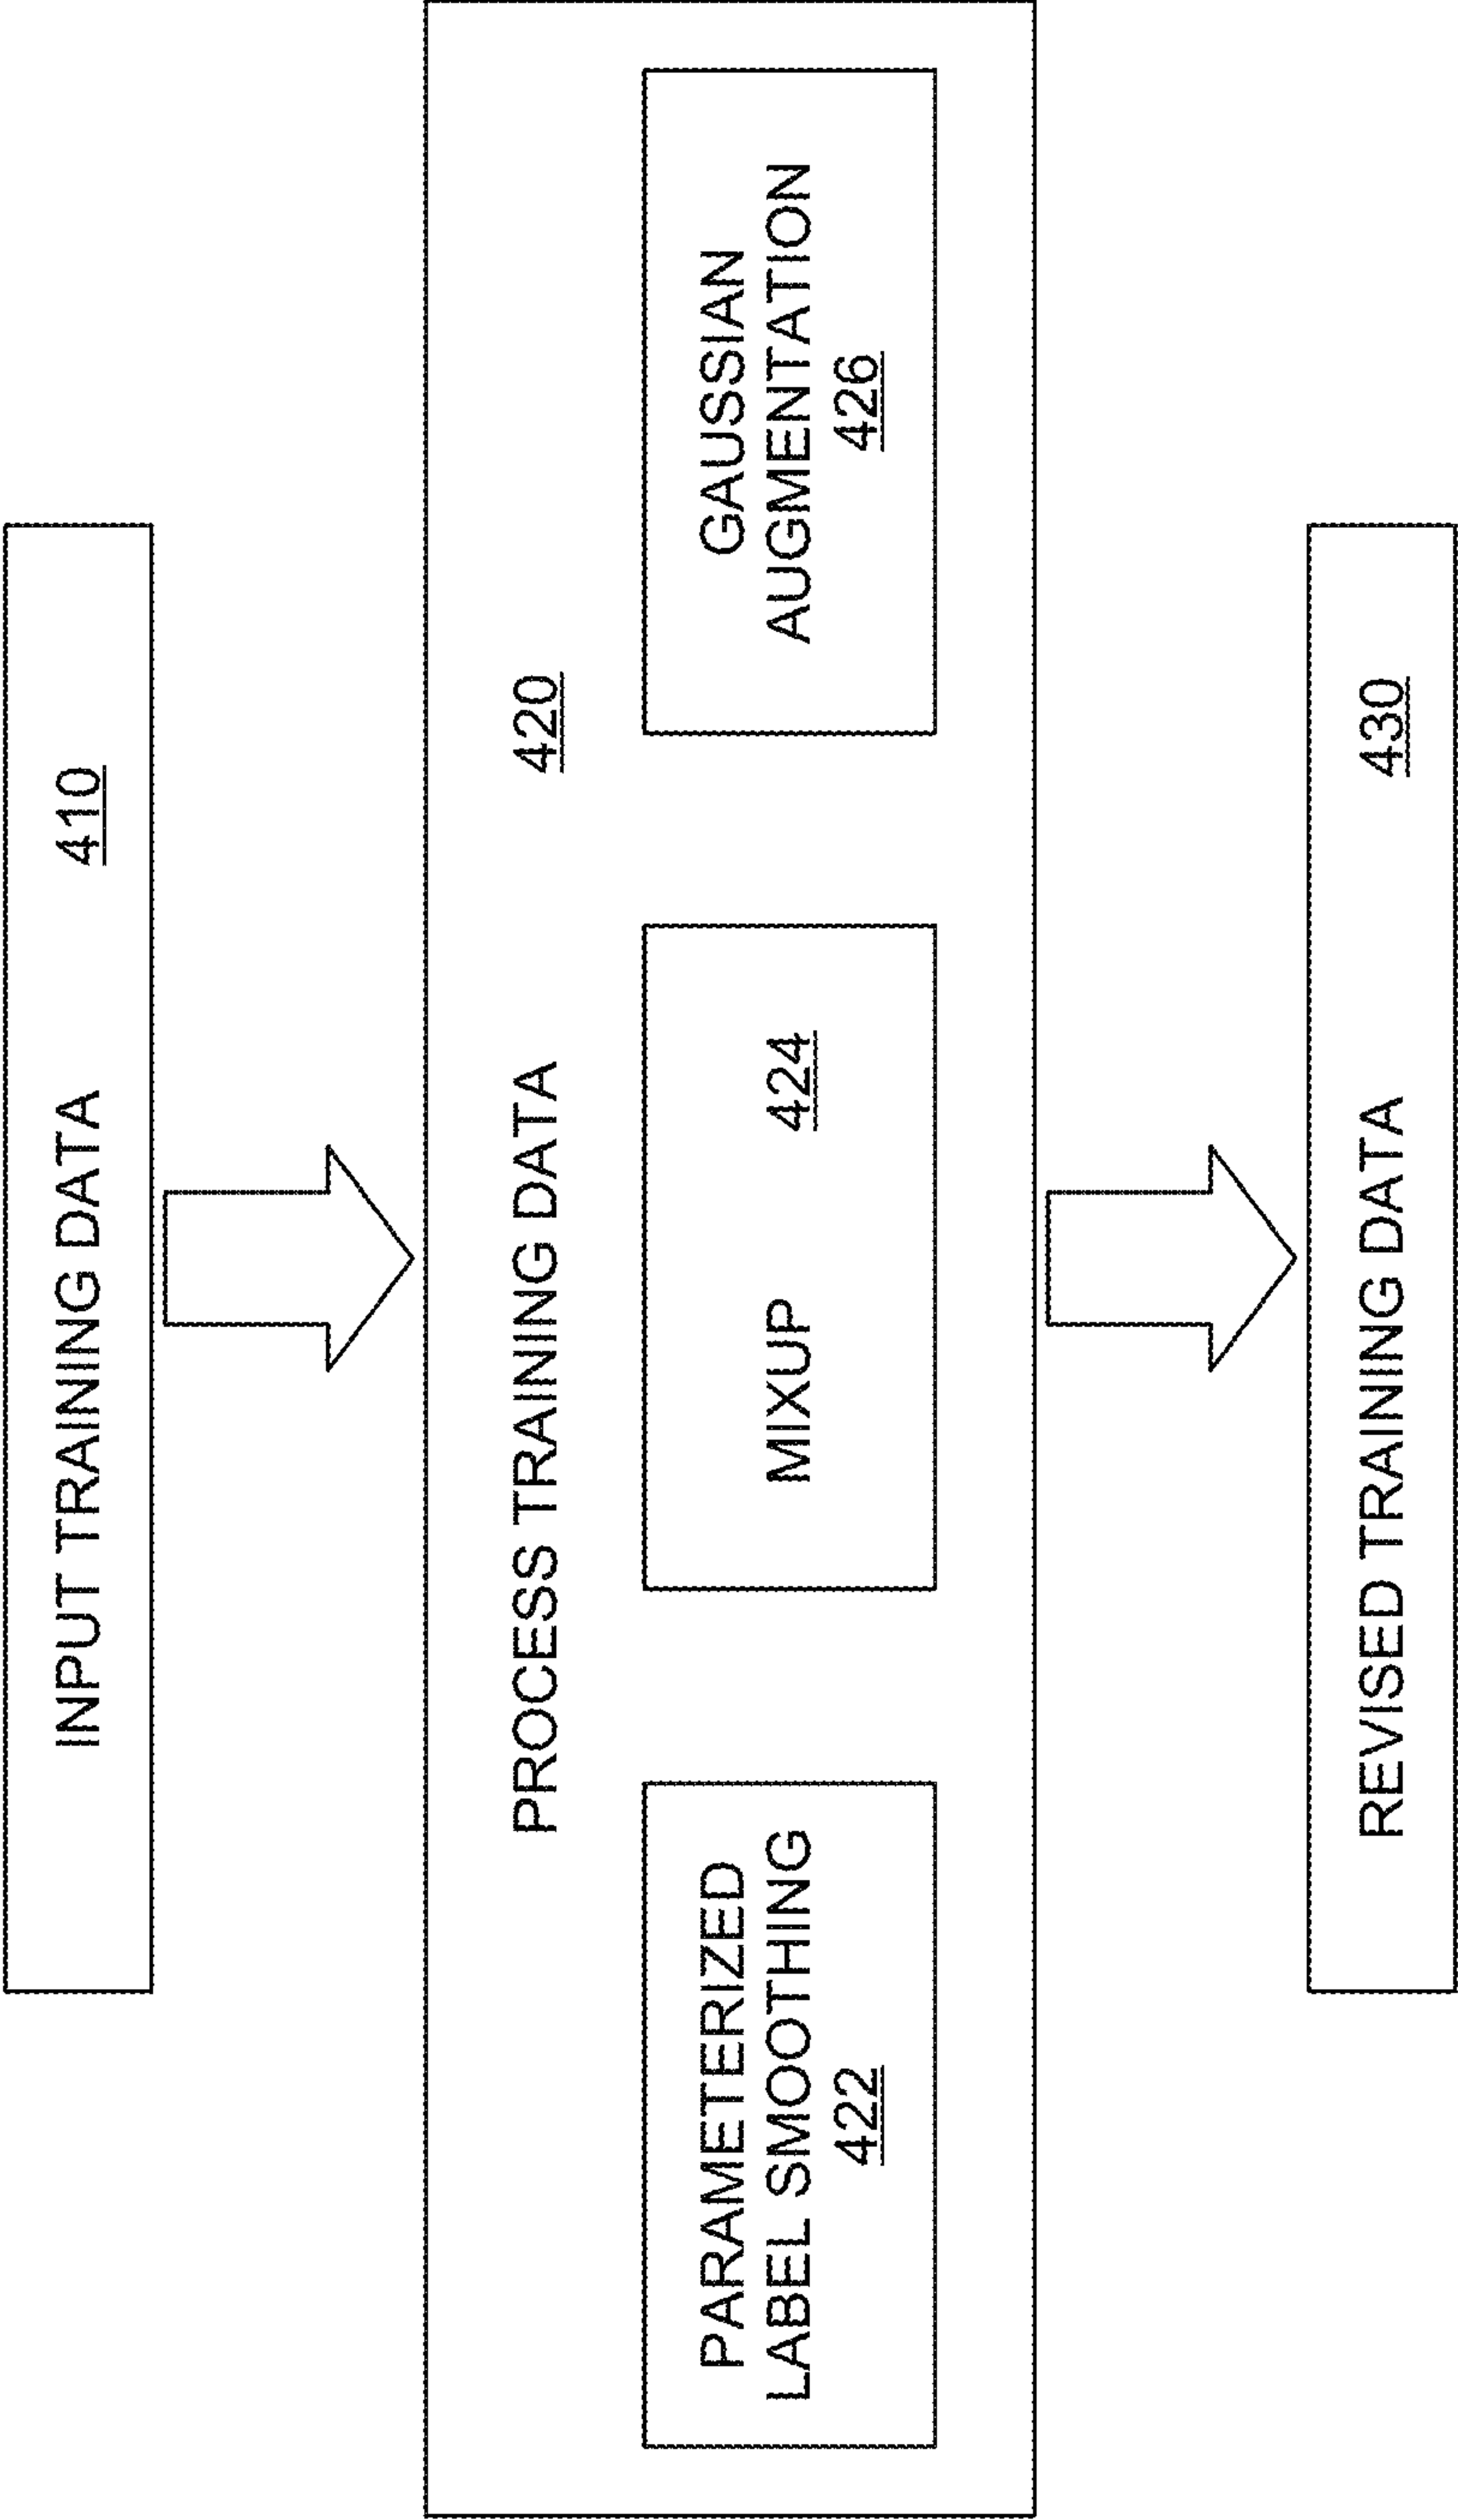 INPUT TRAINING DATA 410
PROCESS TRAINING DATA 420
PARAMETERIZED
LABEL SMOOTHING
422
MIXUP 424
GAUSSIAN
AUGMENTATION
426
REVISED TRAINING DATA 430